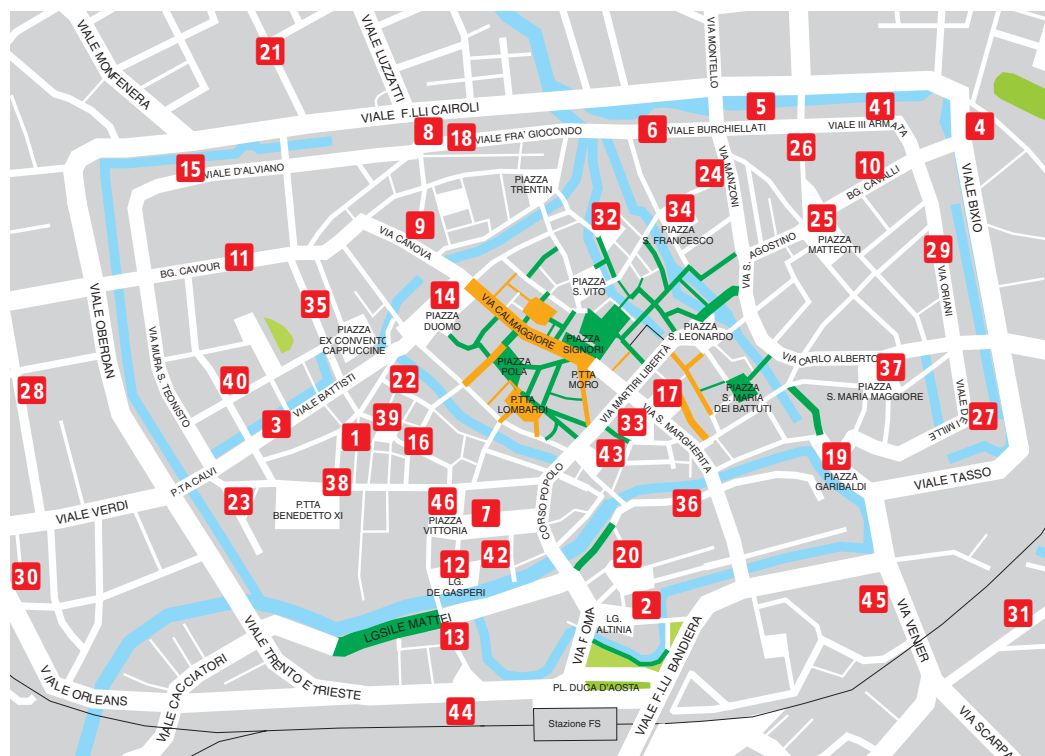 VIALE MONFENERA
21
VIALE LUZZATTI
VIA MONTELLO
VIALE F.LLI CAIROLI
5
41
4
8
18
VIALE FRA' GIOCONDO
6
VIALE BURCHIELLATI
VIALE III ARMATA
26
15
VIALE D'ALVIANO
24
VIA MANZONI
10
BG. CAVALLI
VIALE BIXIO
PIAZZA
TRENTIN
9
VIA CANOVA
32
34
PIAZZA
S. FRANCESCO
25
PIAZZA
MATTEOTTI
VIA S. AGOSTINO
29
VIA ORIANI
11
BG. CAVOUR
35
14
PIAZZA
DUOMO
PIAZZA
S. VITO
VIA CALMAGGIORE
PIAZZA
EX CONVENTO
CAPPUCCINE
PIAZZA
SIGNORI
PIAZZA
S. LEONARDO
VIALE OBERDAN
VIA MURA S. TEONISTO
28
40
22
PIAZZA
POLA
P.TTA
MORO
VIA MARTIRI LIBERTÀ
VIA CARLO ALBERTO
37
PIAZZA
S. MARIA MAGGIORE
P.TTA
LOMBARDI
17
PIAZZA
S. MARIA
DEI BATTUTI
VIALE BATTISTI
3
39
1
16
33
43
VIA S. MARGHERITA
27
VIALE DEI MILLE
19
PIAZZA
GARIBALDI
VIALE TASSO
P.TA CALVI
VIALE VERDI
23
38
P.TTA
BENEDETTO XI
46
PIAZZA
VITTORIA
7
CORSO POPOLO
36
42
12
LG.
DE GASPERI
20
30
2
LG.
ALTINIA
45
31
VIA VENIER
LGSILE MATTEI
13
VIA ROMA
VIALE F.LLI BANDIERA
VIALE TRENTO E TRIESTE
VIALE CACCIATORI
VIALE ORLEANS
PL. DUCA D'AOSTA
44
Stazione FS
VIA SCARPA